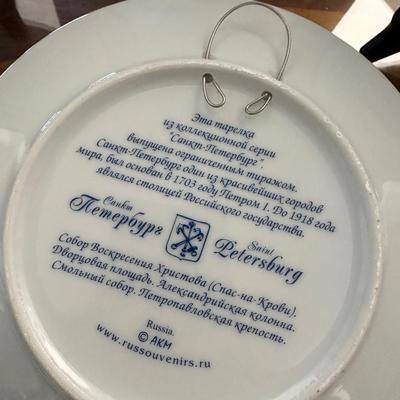 Эта тарелка
из коллекционной серии
"Санкт-Петербург",
выпущена ограниченным тиражом.
Санкт-Петербург один из красивейших городов
мира, был основан в 1703 году Петром I. До 1918 года
являлся столицей Российского государства.
Санкт
Петербург
Saint
Petersburg
Собор Воскресения Христова (Спас-на-Крови).
Дворцовая площадь. Александрийская колонна.
Смольный собор. Петропавловская крепость.
Russia.
© АКМ
www.russouvenirs.ru